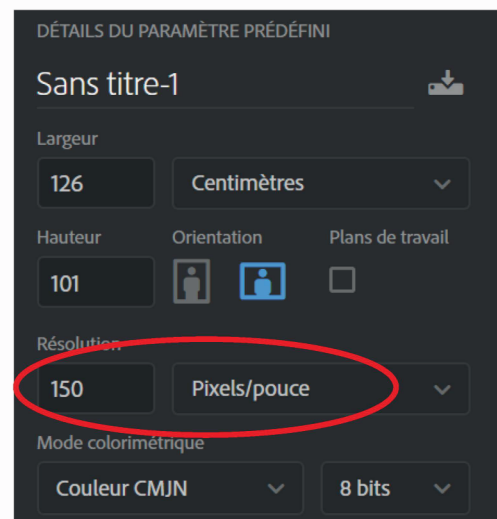 DÉTAILS DU PARAMÈTRE PRÉDÉFINI
Sans titre-1
Largeur
126 Centimètres
Hauteur Orientation Plans de travail
101
Résolution
150 Pixels/pouce
Mode colorimétrique
Couleur CMJN 8 bits